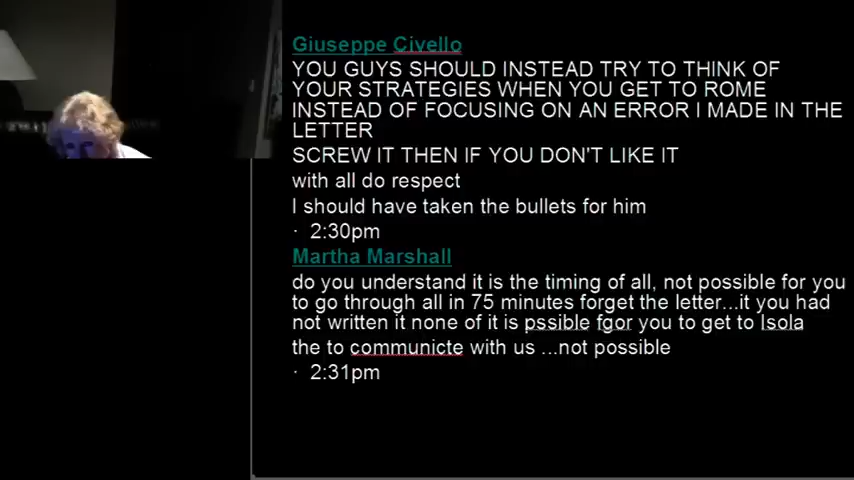 Giuseppe Civello
YOU GUYS SHOULD INSTEAD TRY TO THINK OF
YOUR STRATEGIES WHEN YOU GET TO ROME
INSTEAD OF FOCUSING ON AN ERROR I MADE IN THE
LETTER
SCREW IT THEN IF YOU DON'T LIKE IT
with all do respect
I should have taken the bullets for him
· 2:30pm
Martha Marshall
do you understand it is the timing of all, not possible for you
to go through all in 75 minutes forget the letter...it you had
not written it none of it is pssible fgor you to get to Isola
the to communicte with us ...not possible
· 2:31pm